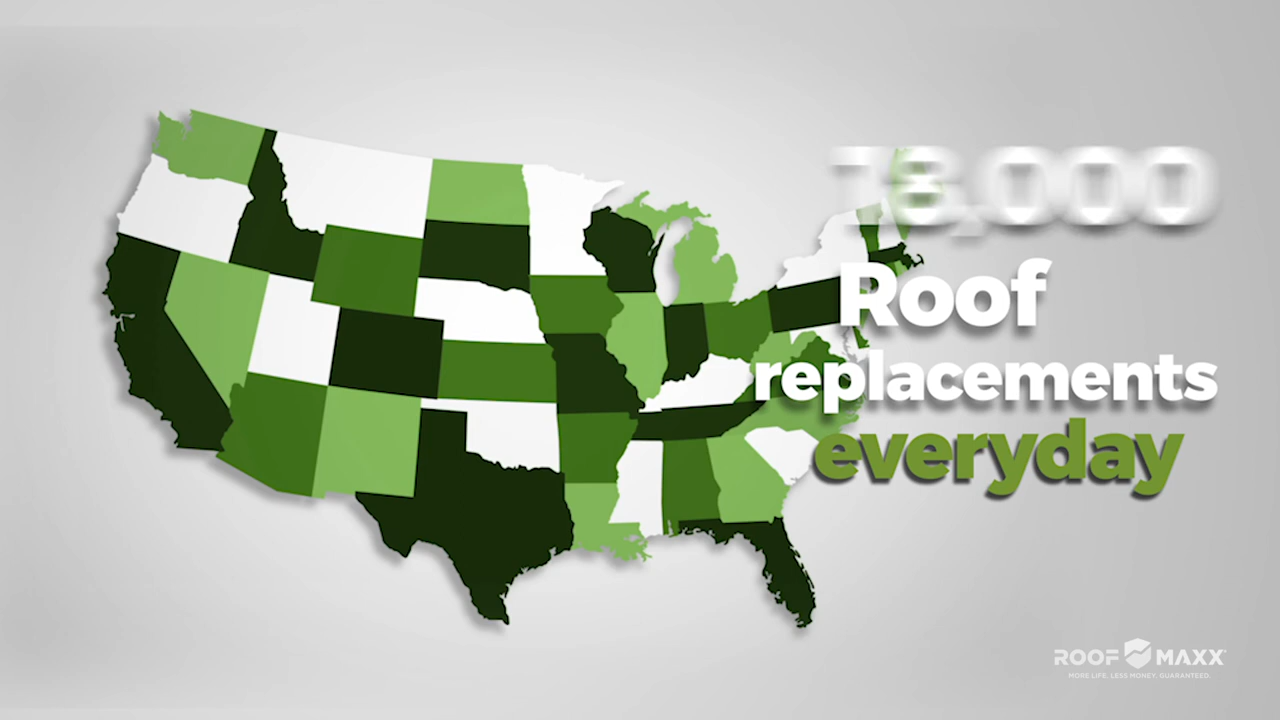 Roof
replacements
everyday
ROOF MAXX
MORE LIFE, LESS MONEY, GUARANTEED.